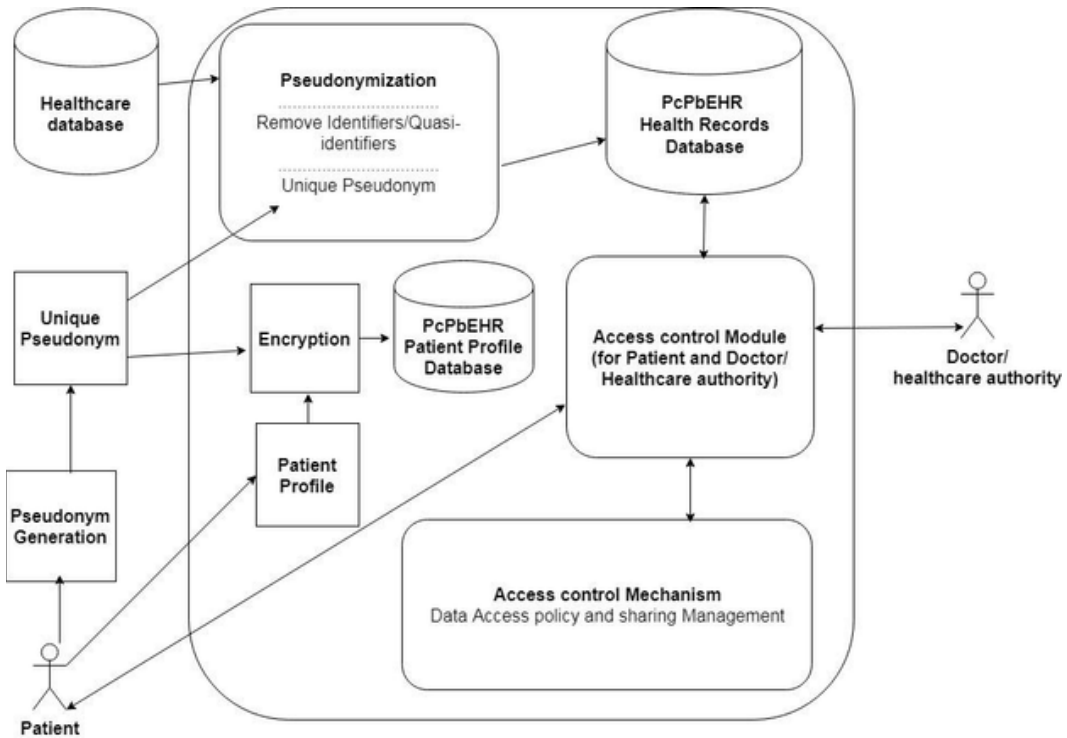 Healthcare
database
Pseudonymization
Remove Identifiers/Quasi-
identifiers
Unique Pseudonym
PcPbEHR
Health Records
Database
Unique
Pseudonym
Encryption
PcPbEHR
Patient Profile
Database
Access control Module
(for Patient and Doctor/
Healthcare authority)
Doctor/
healthcare authority
Patient
Profile
Pseudonym
Generation
Access control Mechanism
Data Access policy and sharing Management
Patient